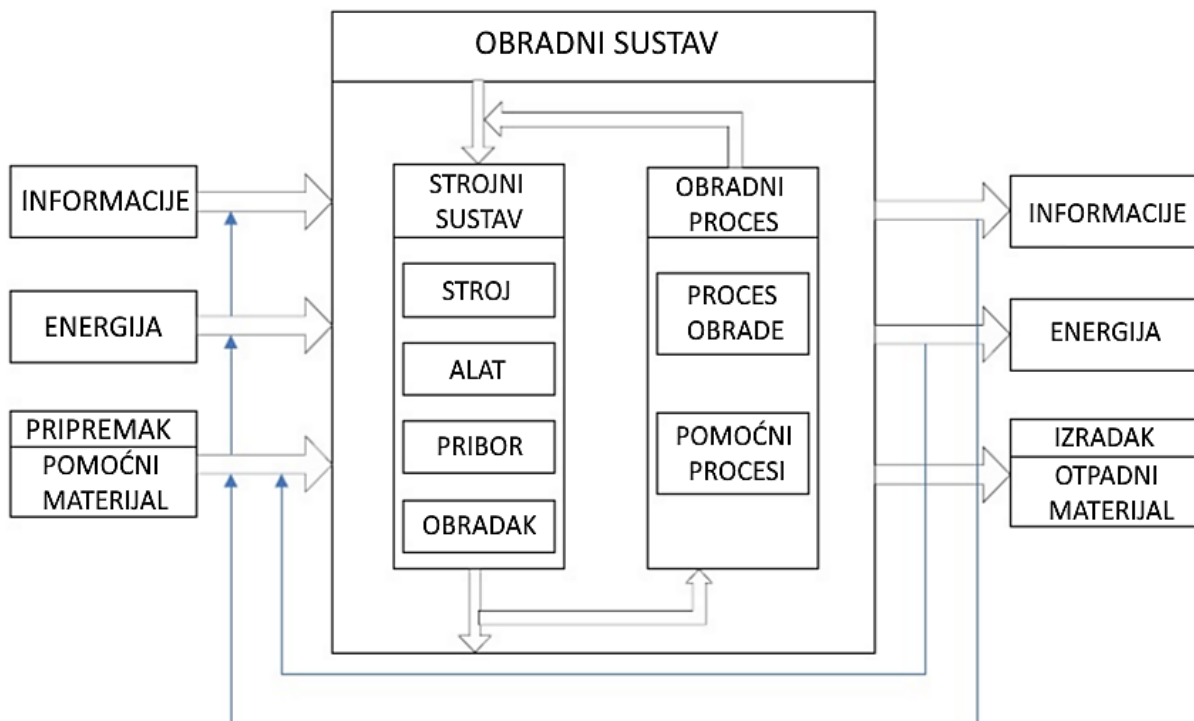 OBRADNI SUSTAV
INFORMACIJE
ENERGIJA
PRIPREMAK
POMOĆNI
MATERIJAL
STROJNI
SUSTAV
STROJ
ALAT
PRIBOR
OBRADAK
OBRADNI
PROCES
PROCES
OBRADE
POMOĆNI
PROCESI
INFORMACIJE
ENERGIJA
IZRADAK
OTPADNI
MATERIJAL